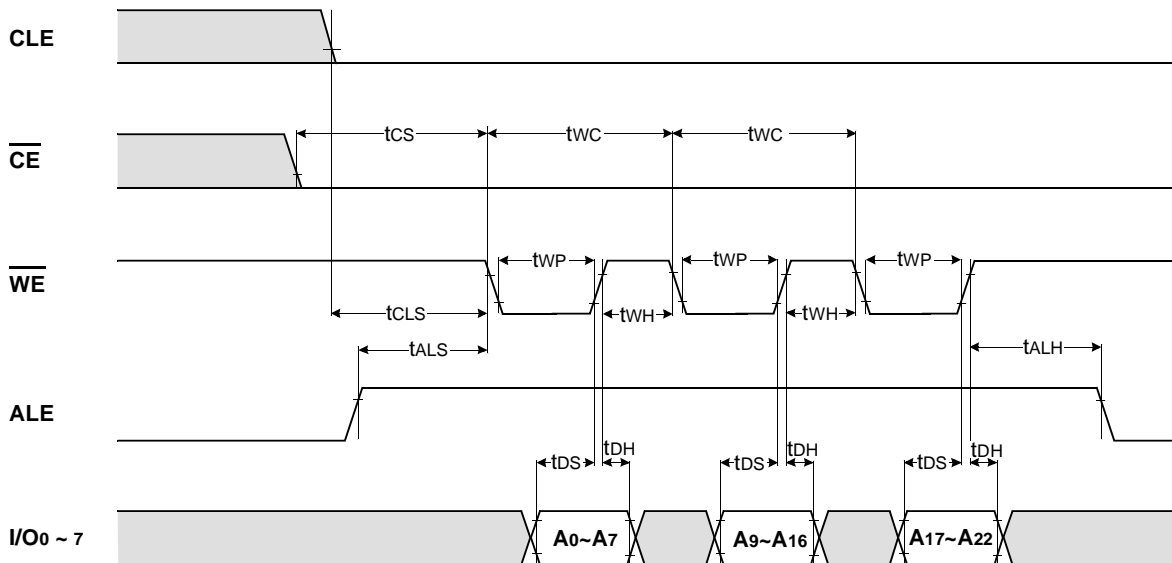 CLE
tCS
tWC
tWC
CE
tWP
tWP
tWP
WE
tCLS
tWH
tWH
tALS
tALH
ALE
tDS
tDH
tDS
tDH
tDS
tDH
I/O0 ~ 7
A0~A7
A9~A16
A17~A22